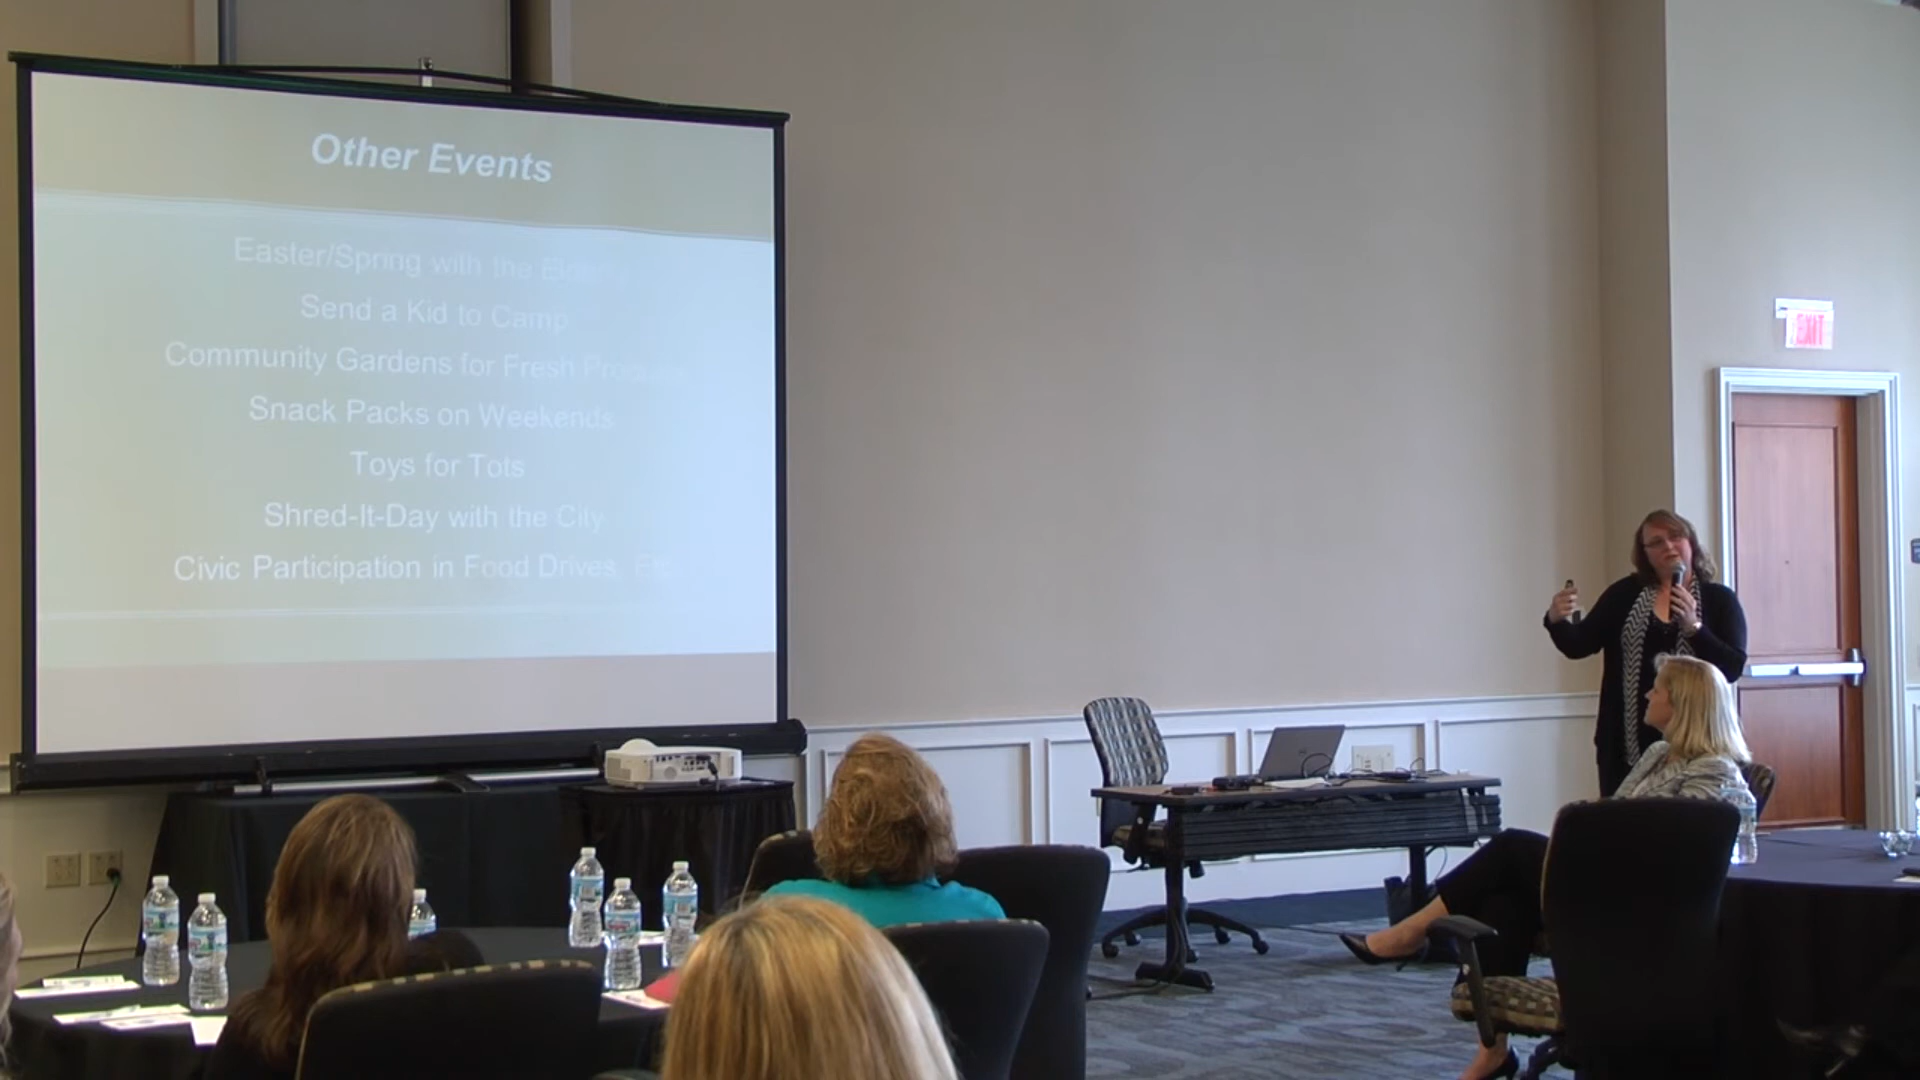 Other Events
Easter/Spring with the
Send a Kid to Camp
Community Gardens for Fresh Produce
Snack Packs on Weekends
Toys for Tots
Shred-It-Day with the City
Civic Participation in Food Drives,
EXIT